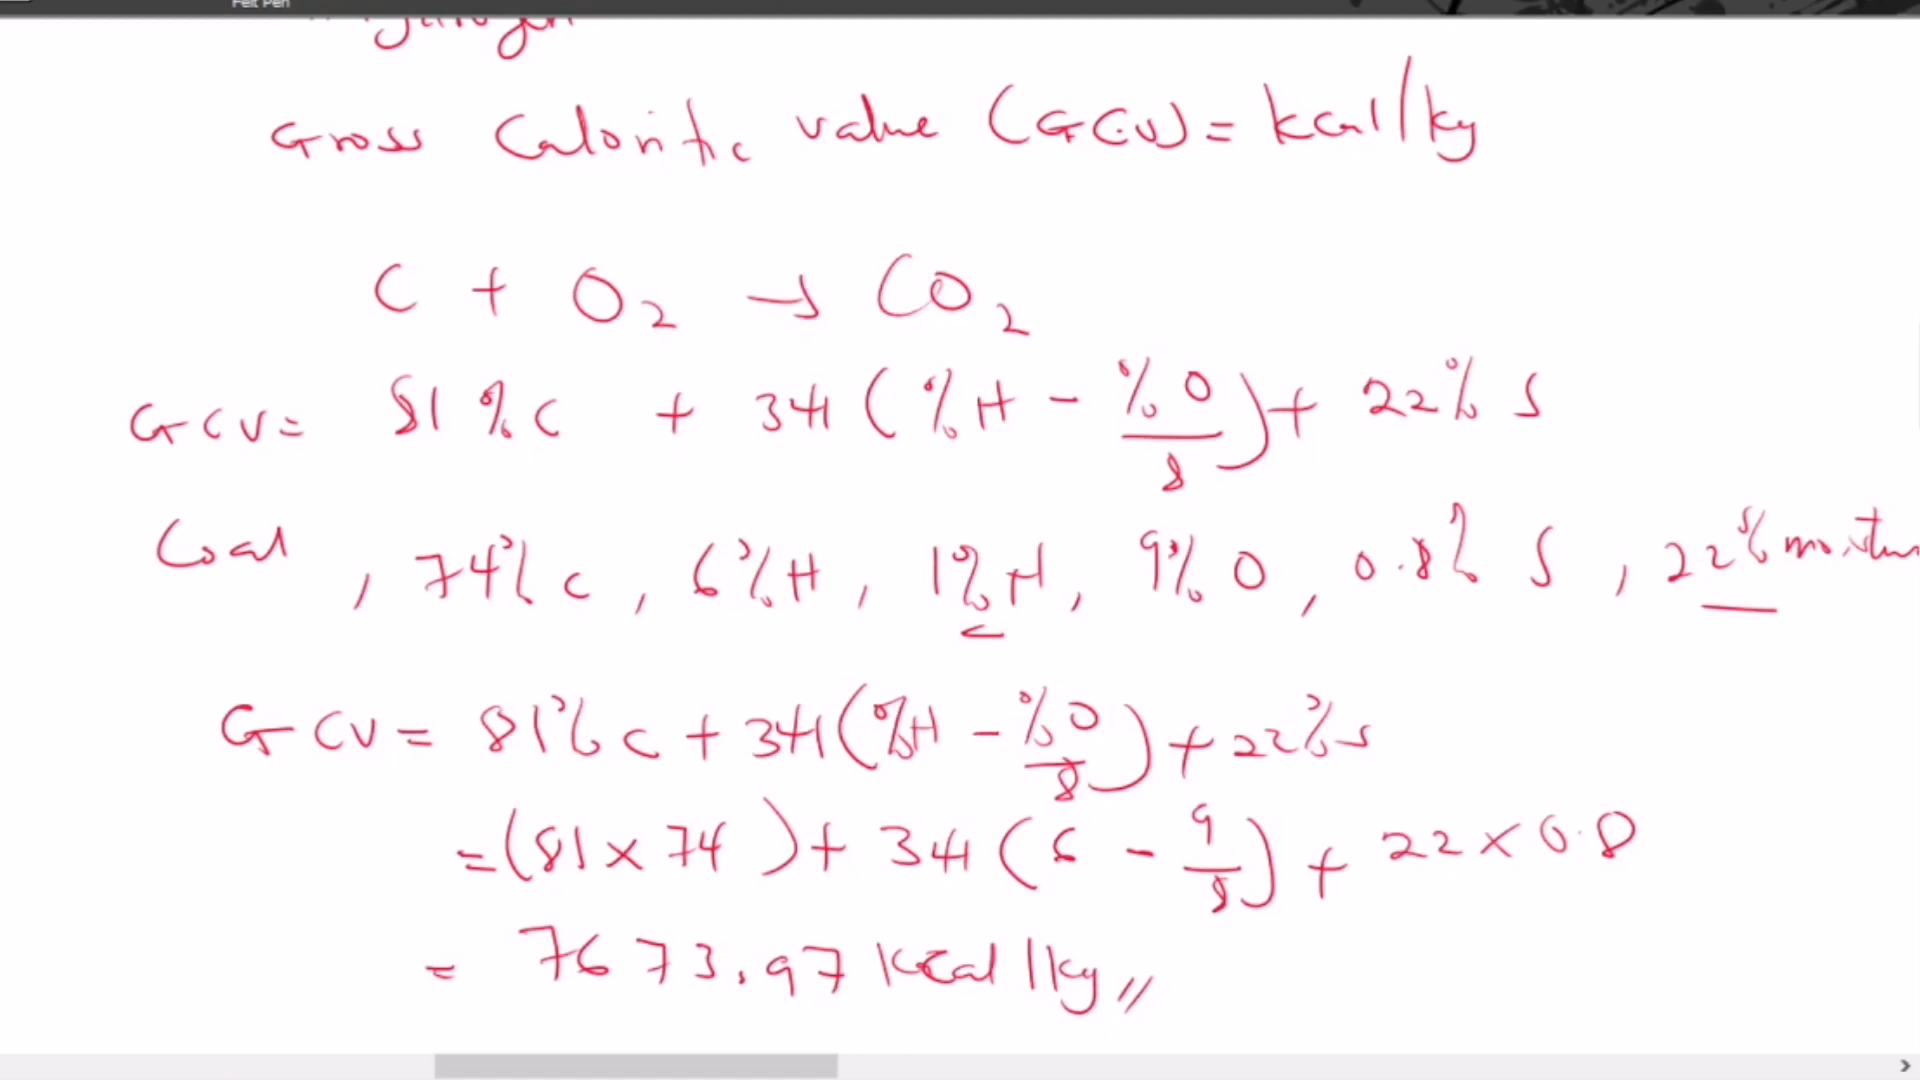 Felt Pen
Gross Calorific value (GCV) = kcal/kg
C + O2 → CO2
GCV = 81 %C + 341 (%H - %O/8) + 22% S
Coal, 74% C, 6% H, 1% H, 9% O, 0.8% S, 22% moisture
GCV = 81% C + 341 (%H - %O/8) + 22% S
= (81 x 74) + 341 (6 - 9/8) + 22 x 0.8
= 7673.97 kcal/kg //